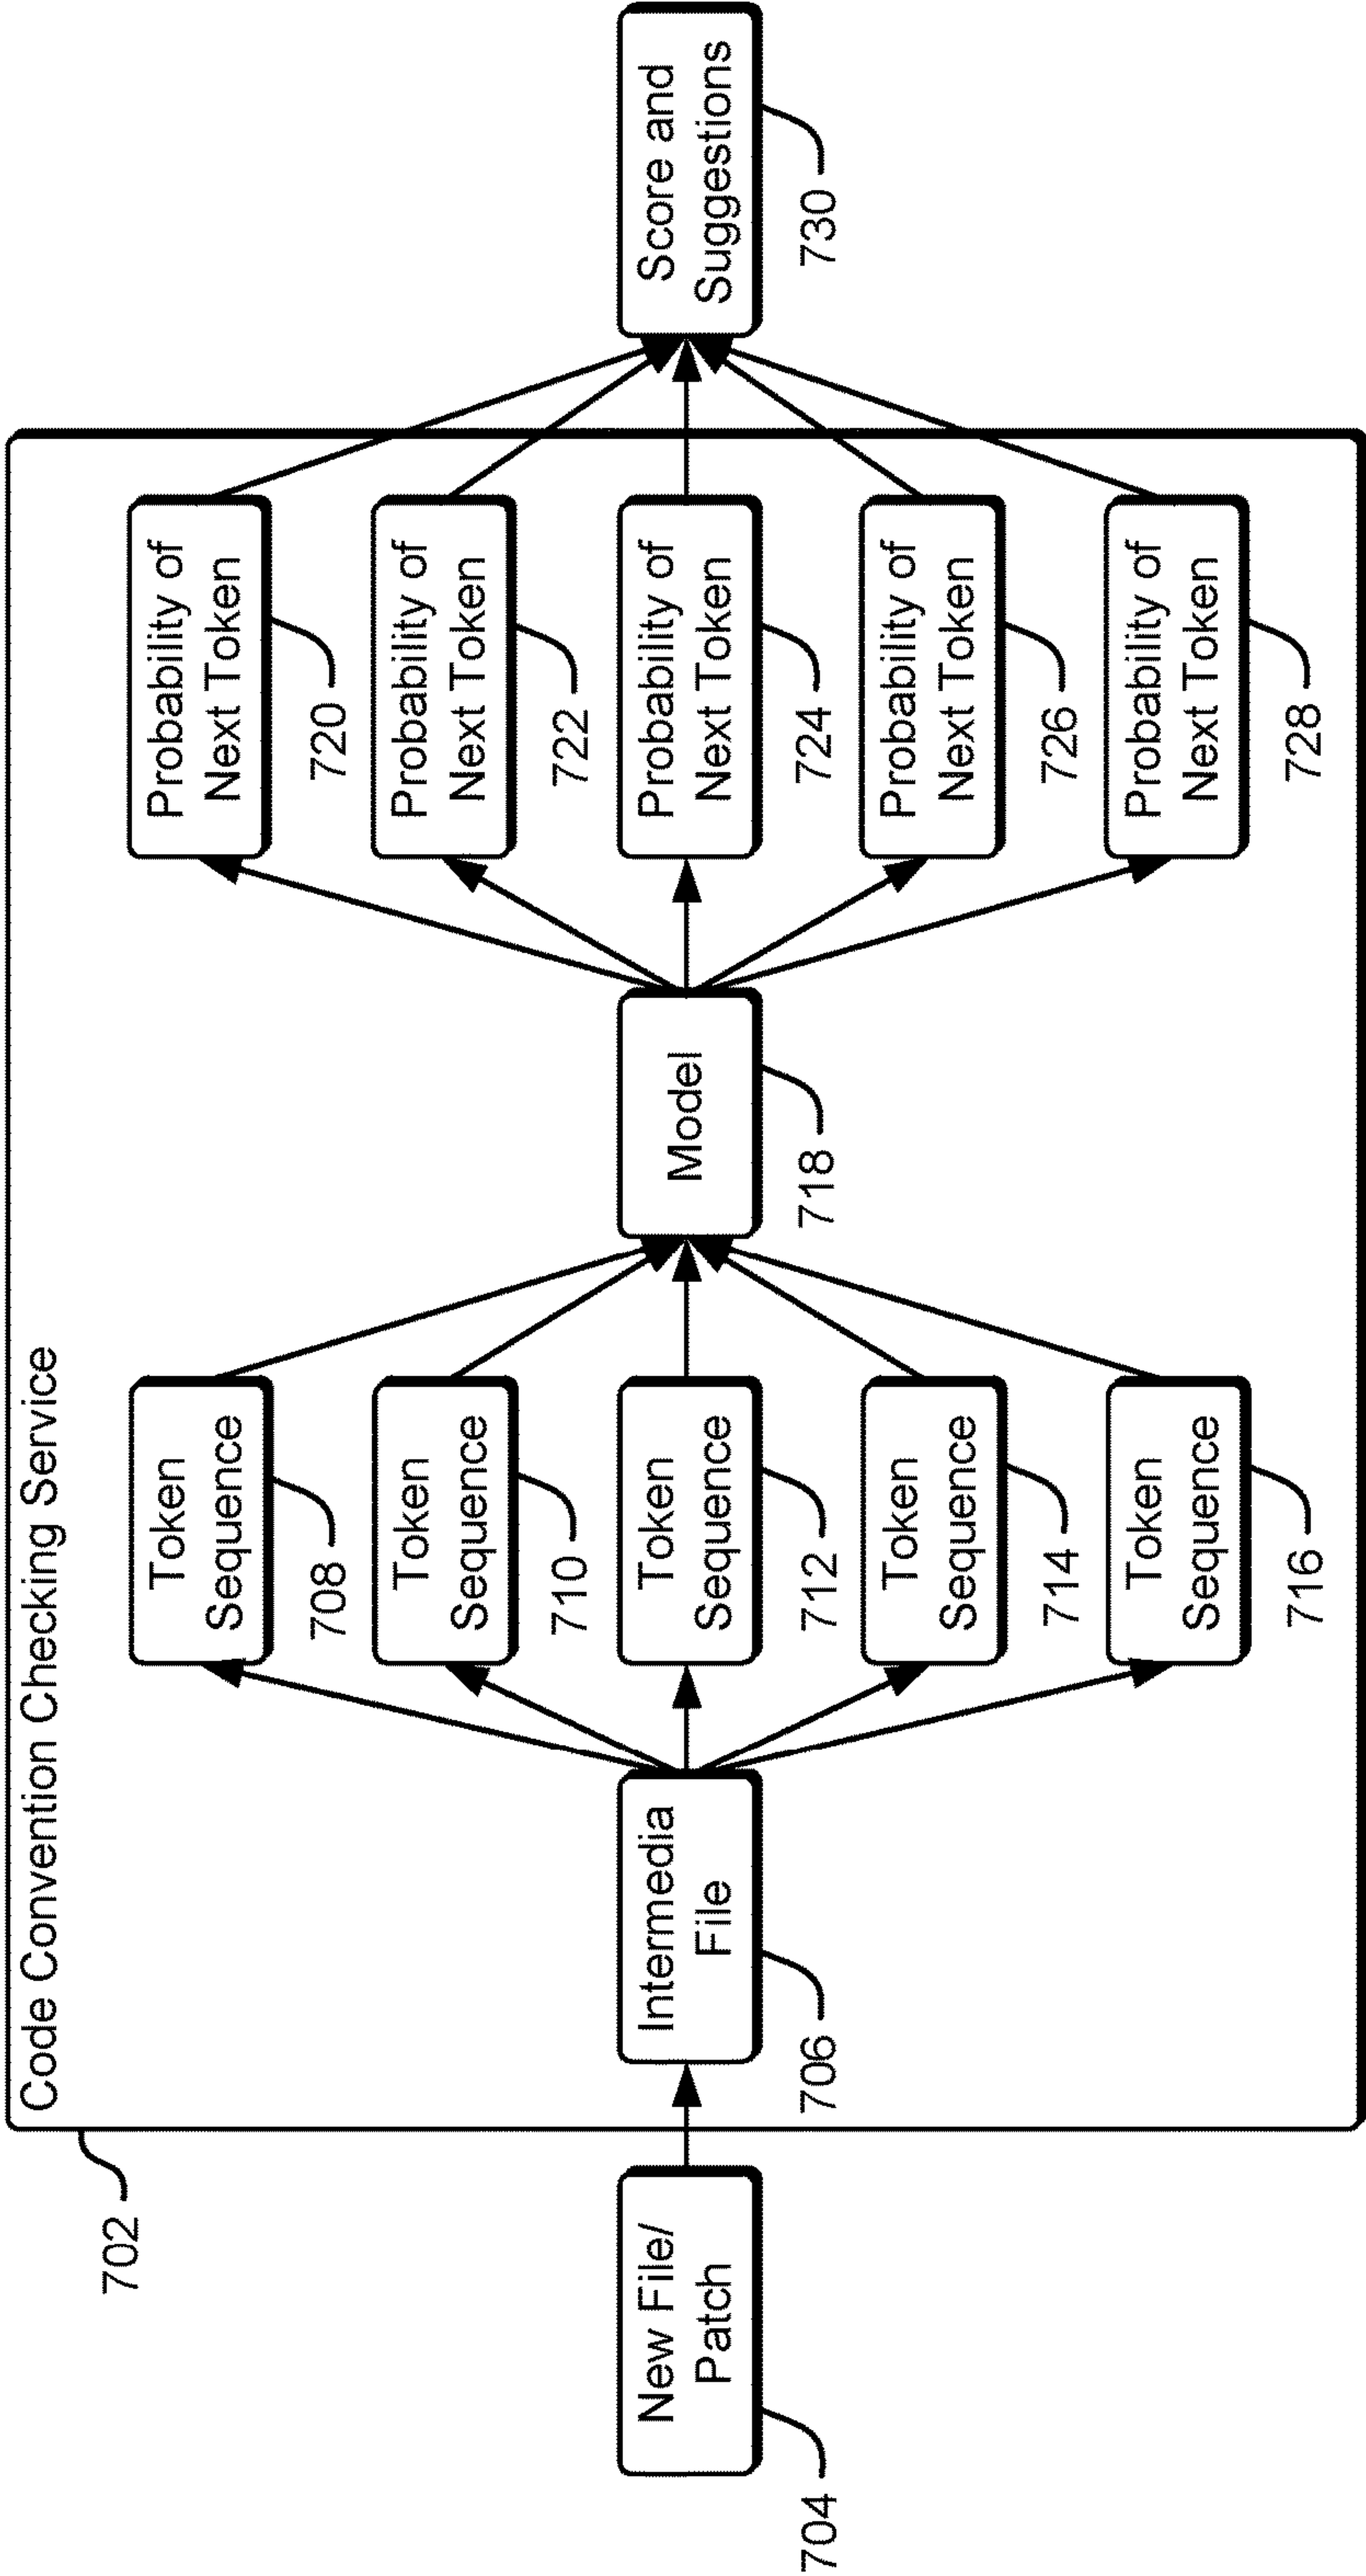 Code Convention Checking Service
702
New File/
Patch
704
Intermedia
File
706
Token
Sequence
708
Token
Sequence
710
Token
Sequence
712
Token
Sequence
714
Token
Sequence
716
Model
718
Probability of
Next Token
720
Probability of
Next Token
722
Probability of
Next Token
724
Probability of
Next Token
726
Probability of
Next Token
728
Score and
Suggestions
730